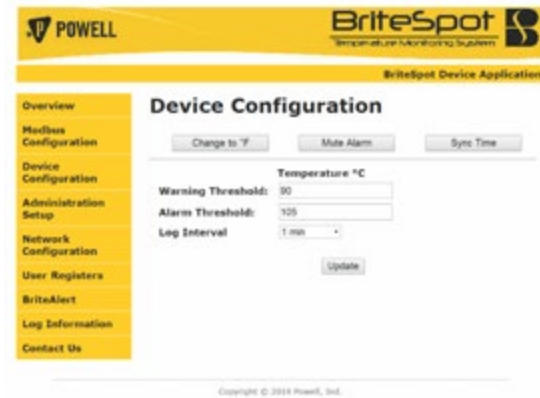 POWELL
BriteSpot
Temperature Monitoring System
BriteSpot Device Application
Overview
Modbus
Configuration
Device
Configuration
Administration
Setup
Network
Configuration
User Registers
BriteAlert
Log Information
Contact Us
Device Configuration
Change to °F
Mute Alarm
Sync Time
Temperature °C
Warning Threshold: 90
Alarm Threshold: 105
Log Interval 1 min
Update
Copyright © Powell, Ind.